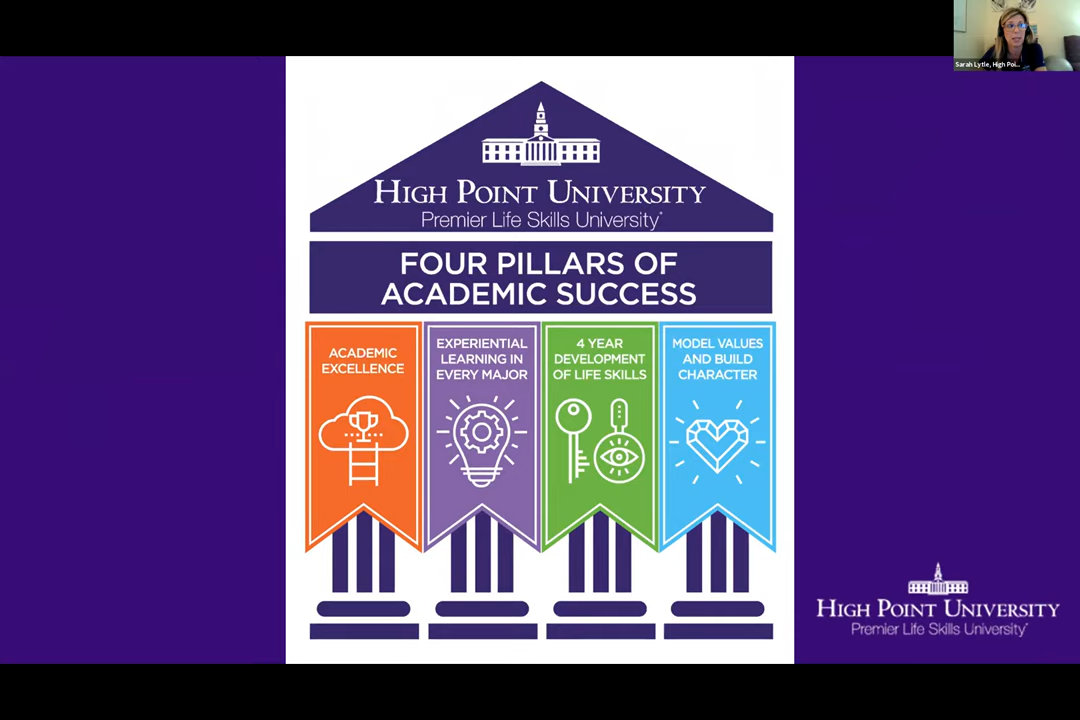 Sarah Lytle, High Poi...
HIGH POINT UNIVERSITY
Premier Life Skills University
FOUR PILLARS OF
ACADEMIC SUCCESS
ACADEMIC
EXCELLENCE
EXPERIENTIAL
LEARNING IN
EVERY MAJOR
4 YEAR
DEVELOPMENT
OF LIFE SKILLS
MODEL VALUES
AND BUILD
CHARACTER
HIGH POINT UNIVERSITY
Premier Life Skills University